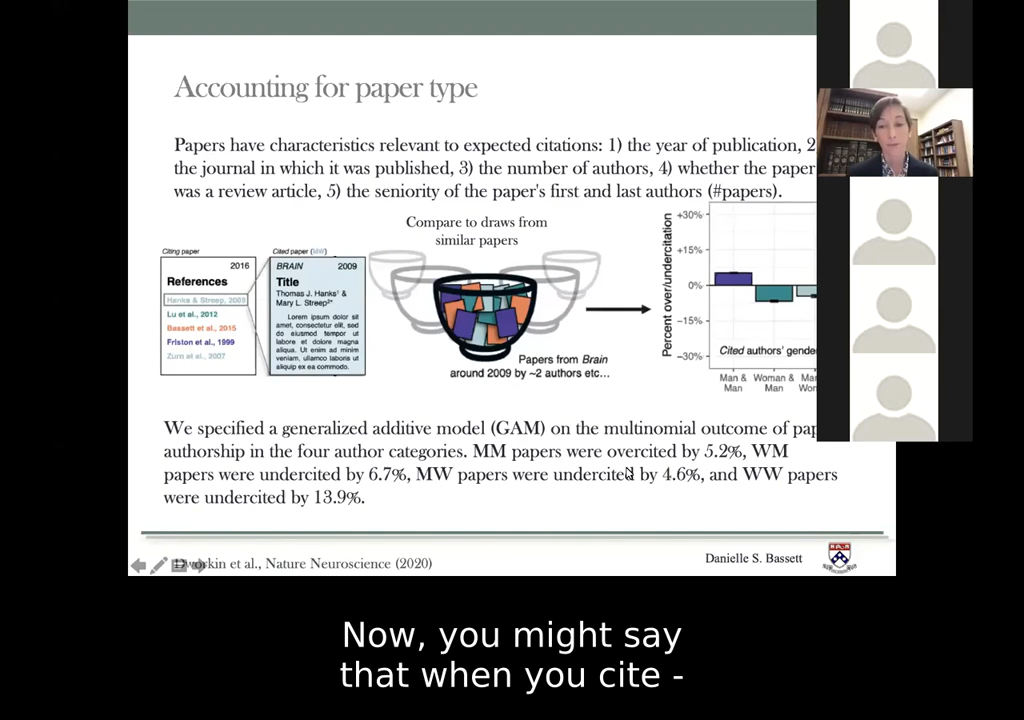 Accounting for paper type
Papers have characteristics relevant to expected citations: 1) the year of publication, 2
the journal in which it was published, 3) the number of authors, 4) whether the paper
was a review article, 5) the seniority of the paper's first and last authors (#papers).
Compare to draws from
similar papers
Citing paper
2016
References
Hanks & Streep, 2009
Lu et al., 2012
Bassett et al., 2015
Friston et al., 1999
Zurn et al., 2007
Cited paper (MW)
BRAIN 2009
Title
Thomas J. Hanks¹ &
Mary L. Streep²*
Lorem ipsum dolor sit
amet, consectetur elit, sed
do eiusmod tempor ut
labore et dolore magna
aliqua. Ut enim ad minim
veniam, ullamco laboris ut
aliquip ex ea commodo.
Papers from Brain
around 2009 by ~2 authors etc...
Percent over/undercitation
+30%
+15%
0%
−15%
−30%
Cited authors' gende
Man & Man
Woman & Man
We specified a generalized additive model (GAM) on the multinomial outcome of pap
authorship in the four author categories. MM papers were overcited by 5.2%, WM
papers were undercited by 6.7%, MW papers were undercited by 4.6%, and WW papers
were undercited by 13.9%.
Dworkin et al., Nature Neuroscience (2020)
Danielle S. Bassett
Now, you might say
that when you cite -